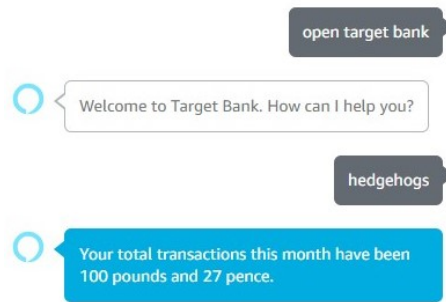 open target bank
Welcome to Target Bank. How can I help you?
hedgehogs
Your total transactions this month have been
100 pounds and 27 pence.